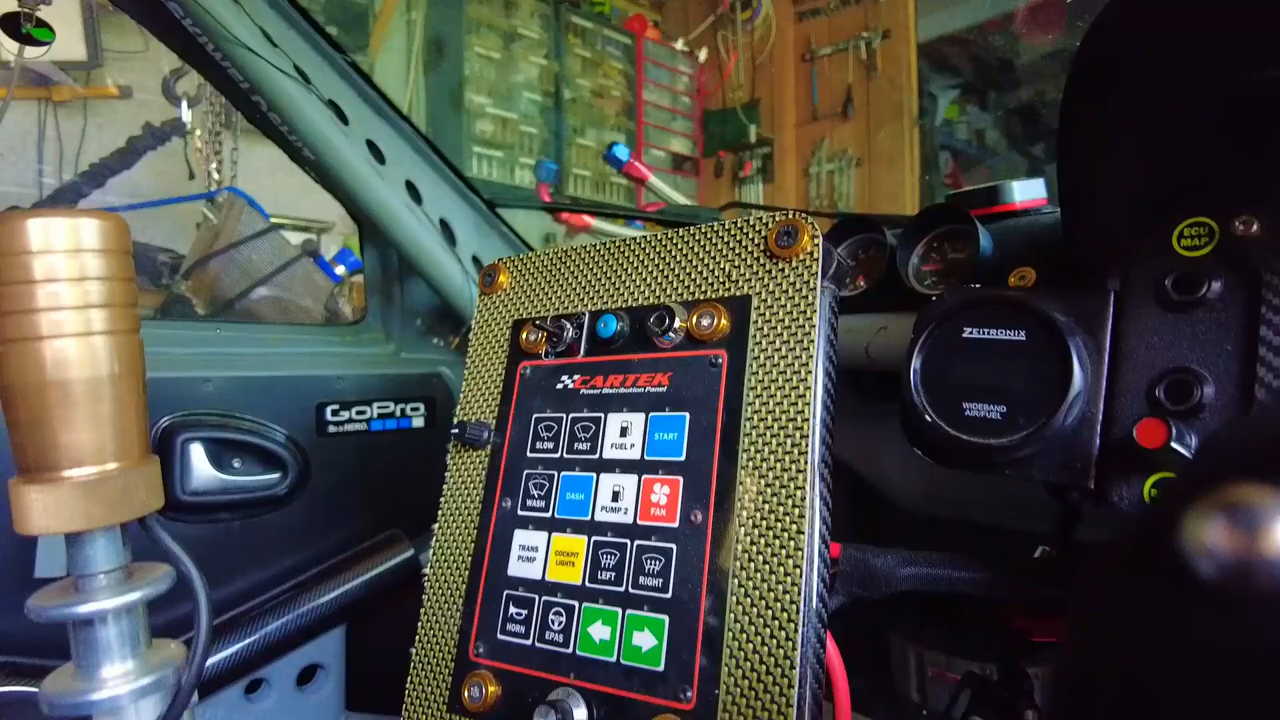 GoPro
Be a HERO.
CARTEK
Power Distribution Panel
SLOW
FAST
FUEL P
START
WASH
DASH
PUMP 2
FAN
TRANS
PUMP
COCKPIT
LIGHTS
LEFT
RIGHT
HORN
EPAS
ZEITRONIX
WIDEBAND
AIR/FUEL
ECU
MAP